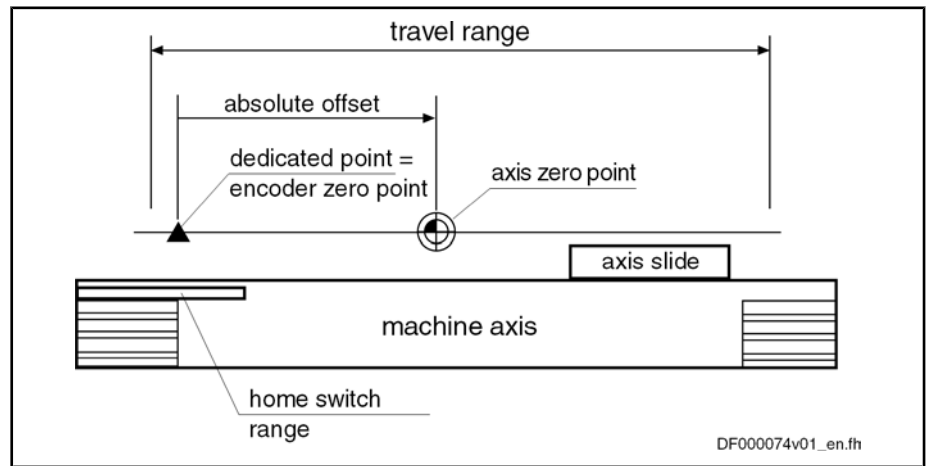 travel range
absolute offset
dedicated point =
encoder zero point
axis zero point
axis slide
machine axis
home switch
range
DF000074v01_en.fh